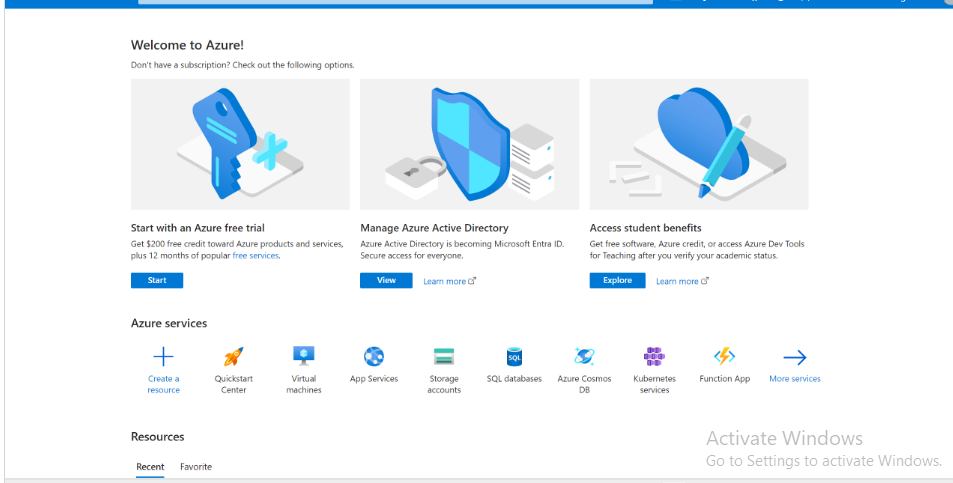 Welcome to Azure!
Don't have a subscription? Check out the following options.
Start with an Azure free trial
Get $200 free credit toward Azure products and services,
plus 12 months of popular free services.
Start
Manage Azure Active Directory
Azure Active Directory is becoming Microsoft Entra ID.
Secure access for everyone.
View
Learn more
Access student benefits
Get free software, Azure credit, or access Azure Dev Tools
for Teaching after you verify your academic status.
Explore
Learn more
Azure services
Create a
resource
Quickstart
Center
Virtual
machines
App Services
Storage
accounts
SQL
SQL databases
Azure Cosmos
DB
Kubernetes
services
Function App
More services
Resources
Recent
Favorite
Activate Windows
Go to Settings to activate Windows.